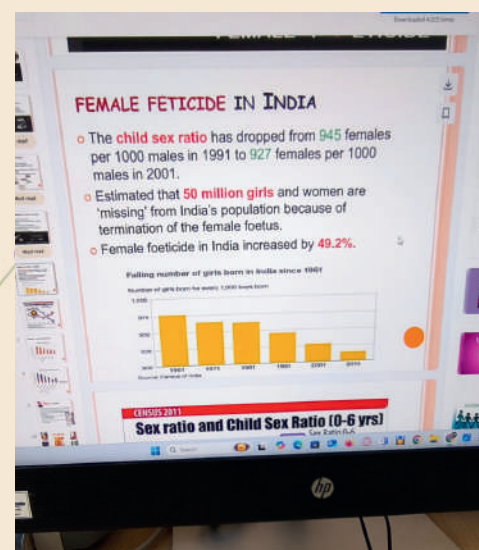 FEMALE FETICIDE IN INDIA
The child sex ratio has dropped from 945 females
per 1000 males in 1991 to 927 females per 1000
males in 2001.
Estimated that 50 million girls and women are
'missing' from India's population because of
termination of the female foetus.
Female foeticide in India increased by 49.2%.
Falling number of girls born in India since 1961
Number of girls born for every 1,000 boys born
1,000
1961 1971 1981 1991 2001 2011
Source: Census of India
CENSUS 2011
Sex ratio and Child Sex Ratio (0-6 yrs)
hp